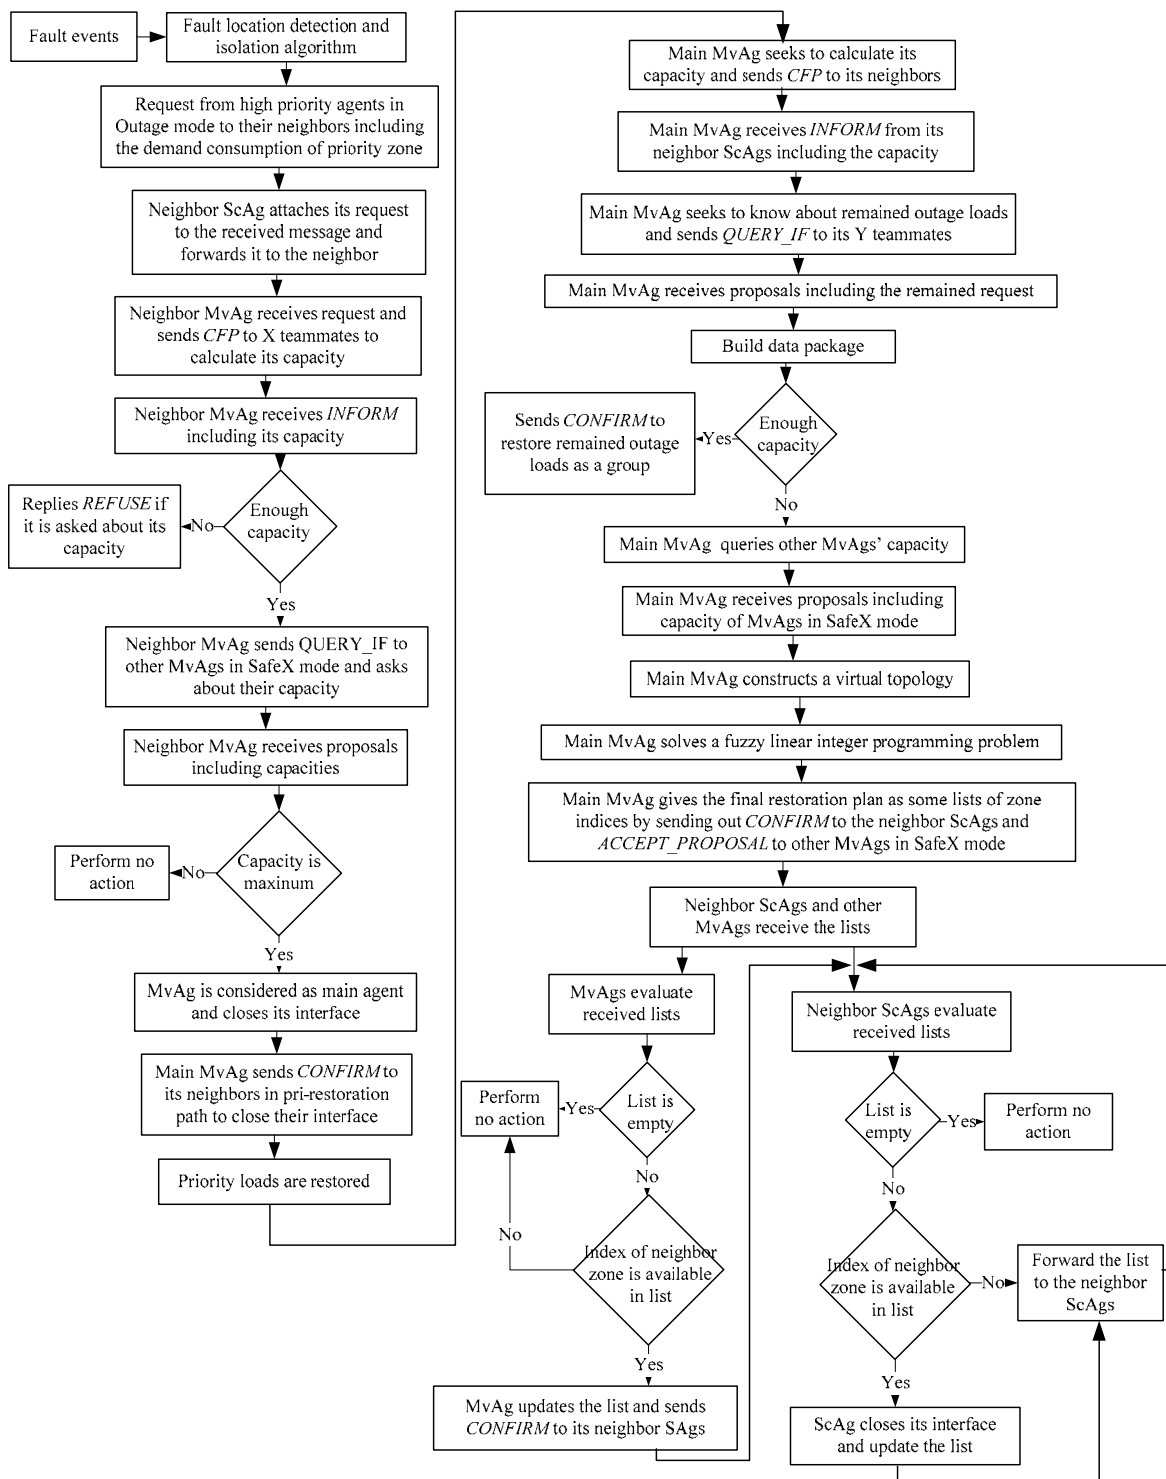 Fault events
Fault location detection and
isolation algorithm
Request from high priority agents in
Outage mode to their neighbors including
the demand consumption of priority zone
Neighbor ScAg attaches its request
to the received message and
forwards it to the neighbor
Neighbor MvAg receives request and
sends CFP to X teammates to
calculate its capacity
Neighbor MvAg receives INFORM
including its capacity
Enough
capacity
No
Replies REFUSE if
it is asked about its
capacity
Yes
Neighbor MvAg sends QUERY_IF to
other MvAgs in SafeX mode and asks
about their capacity
Neighbor MvAg receives proposals
including capacities
Capacity is
maxinum
No
Perform no
action
Yes
MvAg is considered as main agent
and closes its interface
Main MvAg sends CONFIRM to
its neighbors in pri-restoration
path to close their interface
Priority loads are restored
Main MvAg seeks to calculate its
capacity and sends CFP to its neighbors
Main MvAg receives INFORM from its
neighbor ScAgs including the capacity
Main MvAg seeks to know about remained outage loads
and sends QUERY_IF to its Y teammates
Main MvAg receives proposals including the remained request
Build data package
Enough
capacity
Yes
Sends CONFIRM to
restore remained outage
loads as a group
No
Main MvAg queries other MvAgs' capacity
Main MvAg receives proposals including
capacity of MvAgs in SafeX mode
Main MvAg constructs a virtual topology
Main MvAg solves a fuzzy linear integer programming problem
Main MvAg gives the final restoration plan as some lists of zone
indices by sending out CONFIRM to the neighbor ScAgs and
ACCEPT_PROPOSAL to other MvAgs in SafeX mode
Neighbor ScAgs and other
MvAgs receive the lists
MvAgs evaluate
received lists
List is
empty
Yes
Perform
no action
No
Index of neighbor
zone is available
in list
No
Yes
MvAg updates the list and sends
CONFIRM to its neighbor SAgs
Neighbor ScAgs evaluate
received lists
List is
empty
Yes
Perform no
action
No
Index of neighbor
zone is available
in list
No
Forward the list
to the neighbor
ScAgs
Yes
ScAg closes its interface
and update the list